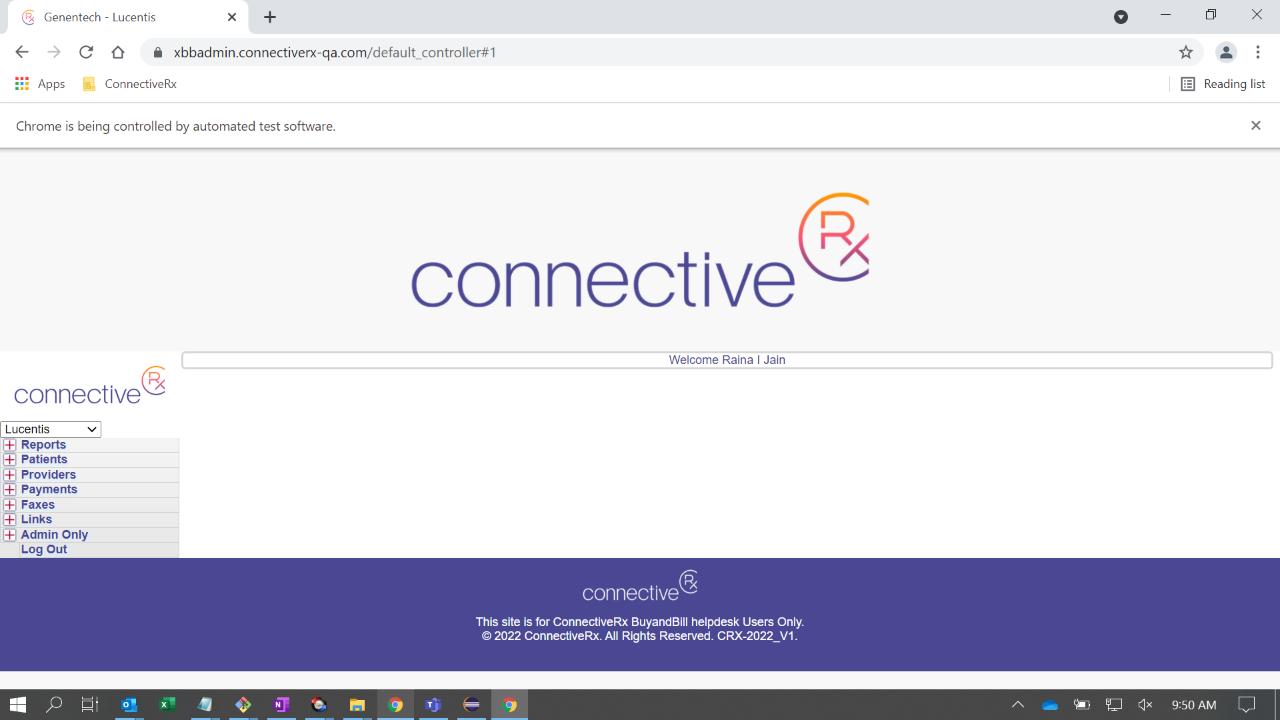 Genentech - Lucentis
xbbadmin.connectiverx-qa.com/default_controller#1
Apps
ConnectiveRx
Reading list
Chrome is being controlled by automated test software.
connective Rx
Welcome Raina I Jain
connective Rx
Lucentis
Reports
Patients
Providers
Payments
Faxes
Links
Admin Only
Log Out
connective Rx
This site is for ConnectiveRx BuyandBill helpdesk Users Only.
© 2022 ConnectiveRx. All Rights Reserved. CRX-2022_V1.
9:50 AM